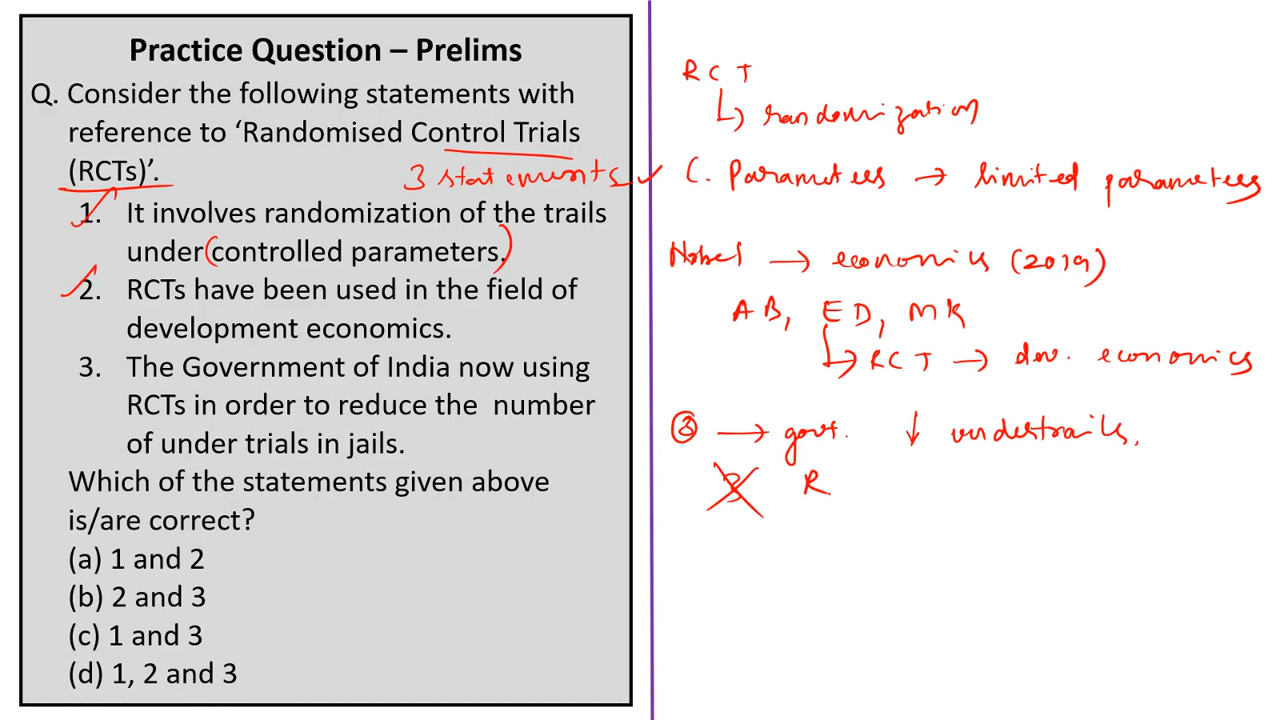 Practice Question – Prelims
Q. Consider the following statements with
reference to ‘Randomised Control Trials
(RCTs)’.
3 statements
1. It involves randomization of the trails
under (controlled parameters.)
2. RCTs have been used in the field of
development economics.
3. The Government of India now using
RCTs in order to reduce the number
of under trials in jails.
Which of the statements given above
is/are correct?
(a) 1 and 2
(b) 2 and 3
(c) 1 and 3
(d) 1, 2 and 3
RCT
↳ randomization
C. Parameters → limited parameters
Nobel → economics (2019)
AB, ED, MK
↳ RCT → dev. economics
③ → govt. ↓ undertrails.
R.